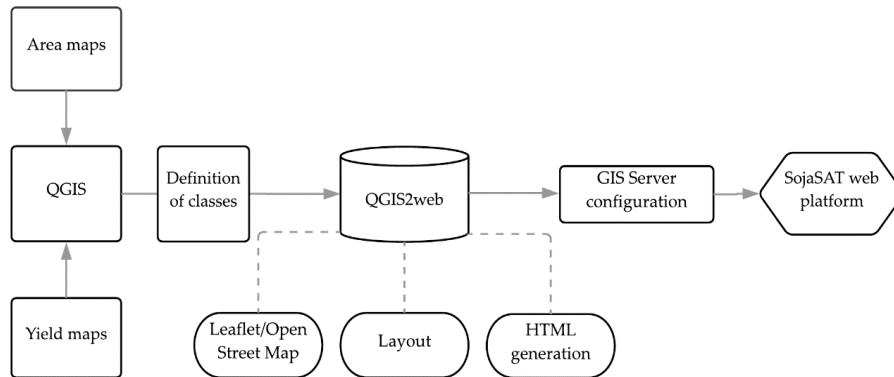 Area maps
QGIS
Definition
of classes
QGIS2web
GIS Server
configuration
SojaSAT web
platform
Yield maps
Leaflet/Open
Street Map
Layout
HTML
generation